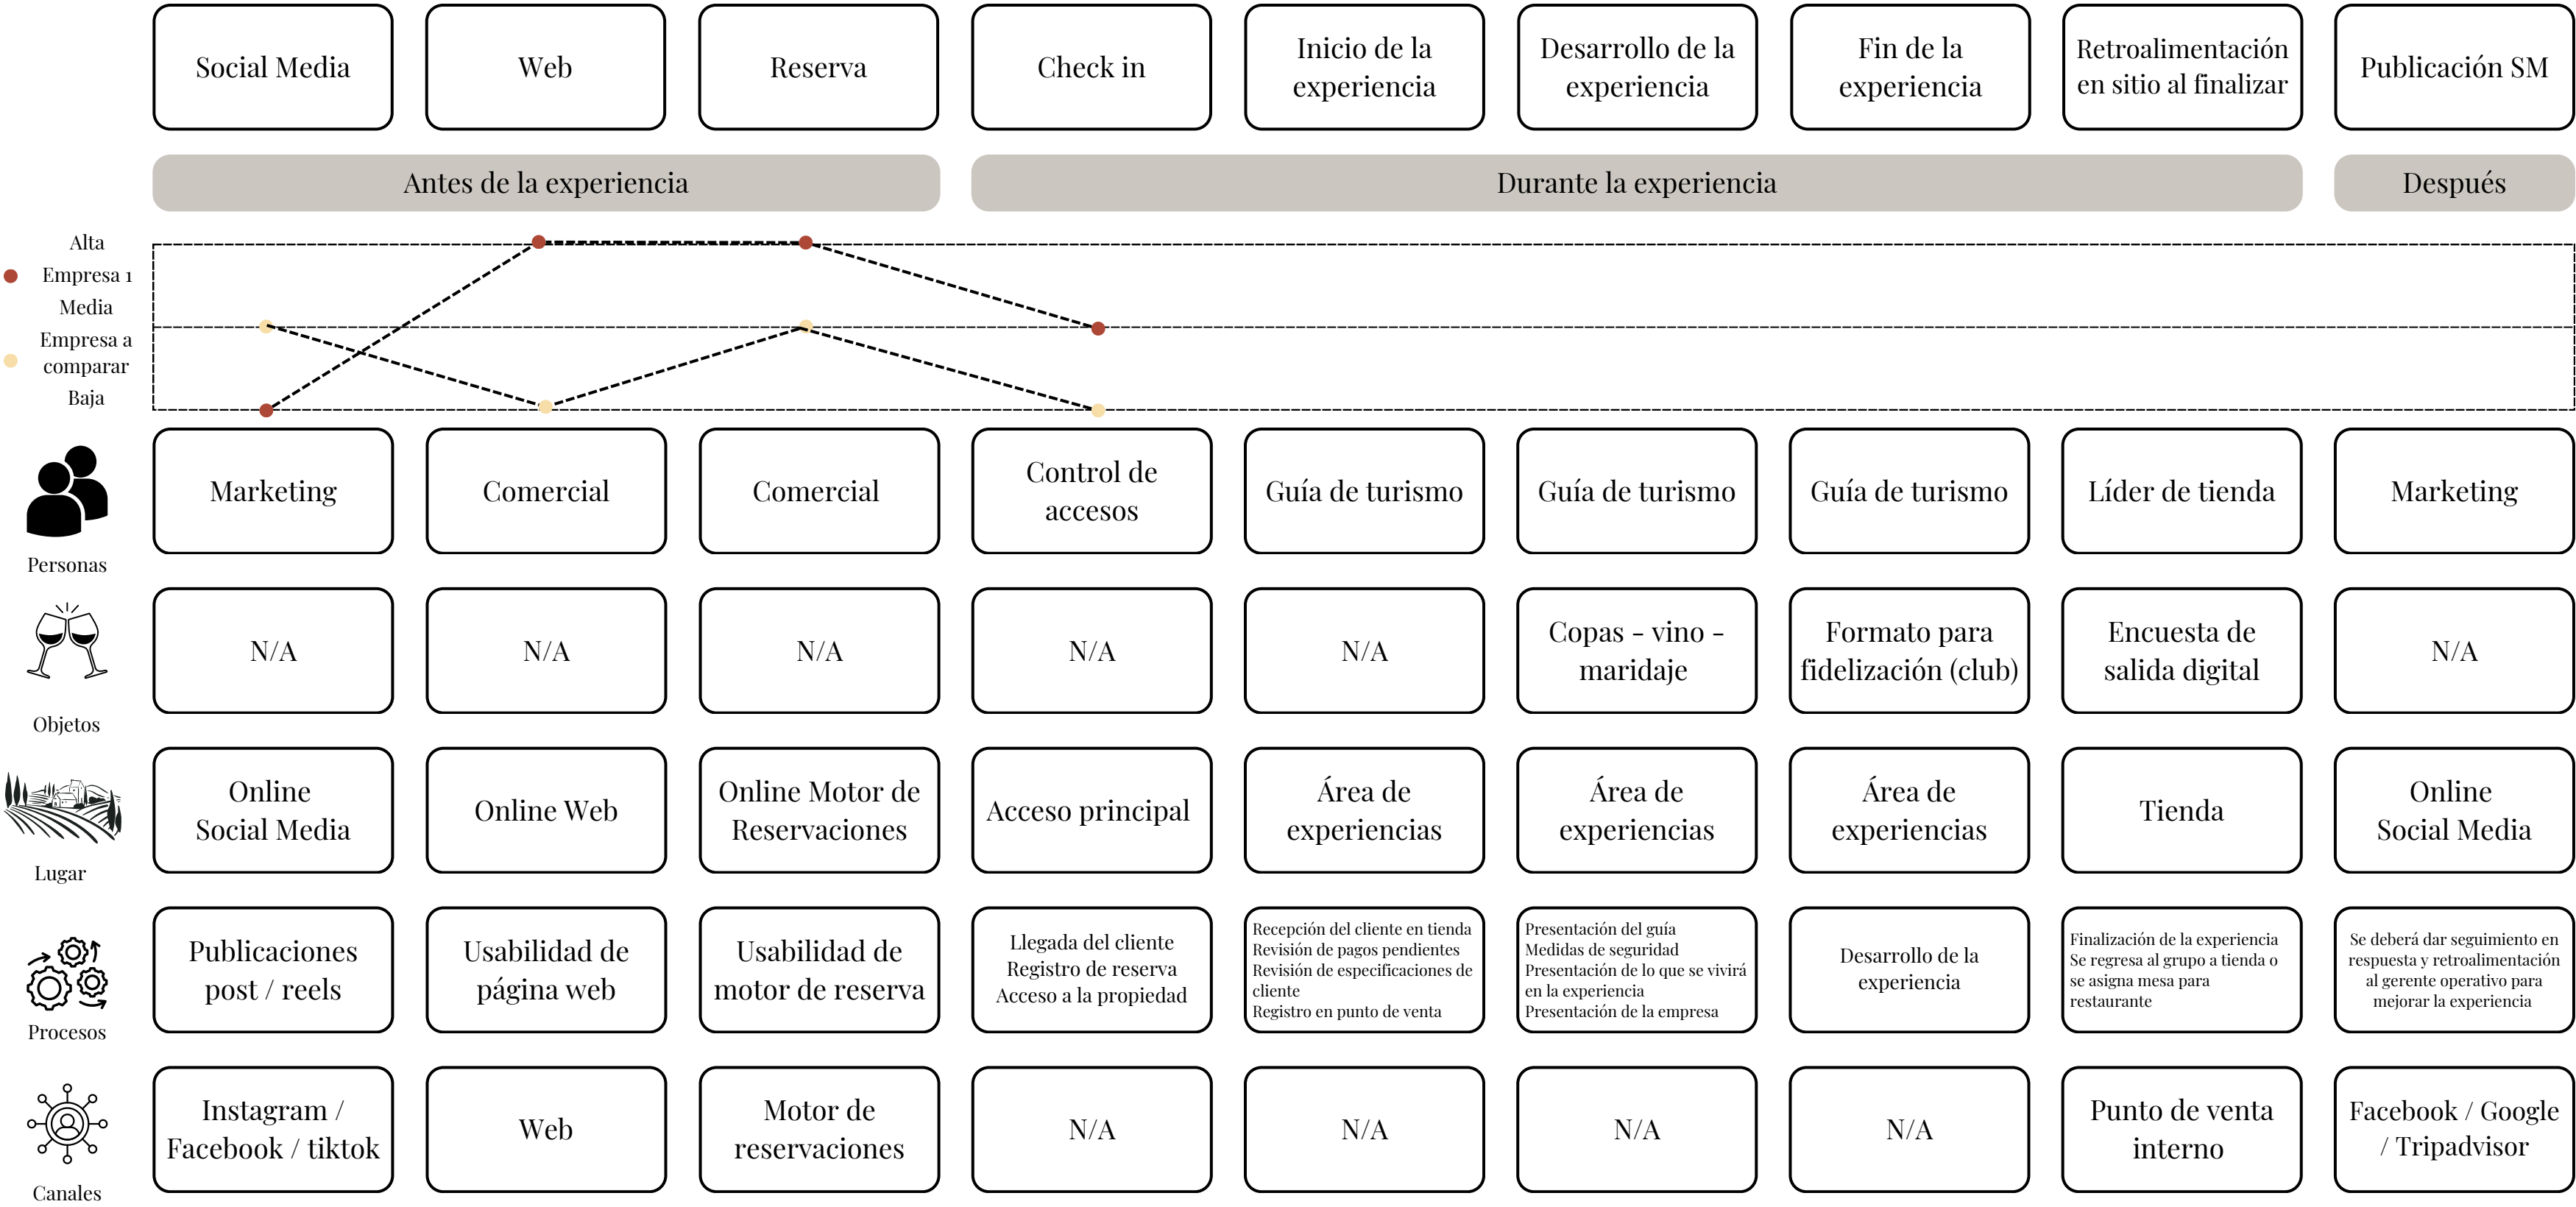 Social Media
Web
Reserva
Check in
Inicio de la
experiencia
Desarrollo de la
experiencia
Fin de la
experiencia
Retroalimentación
en sitio al finalizar
Publicación SM
Antes de la experiencia
Durante la experiencia
Después
Alta
Empresa 1
Media
Empresa a
comparar
Baja
Personas
Marketing
Comercial
Comercial
Control de
accesos
Guía de turismo
Guía de turismo
Guía de turismo
Líder de tienda
Marketing
Objetos
N/A
N/A
N/A
N/A
N/A
Copas - vino -
maridaje
Formato para
fidelización (club)
Encuesta de
salida digital
N/A
Lugar
Online
Social Media
Online Web
Online Motor de
Reservaciones
Acceso principal
Área de
experiencias
Área de
experiencias
Área de
experiencias
Tienda
Online
Social Media
Procesos
Publicaciones
post / reels
Usabilidad de
página web
Usabilidad de
motor de reserva
Llegada del cliente
Registro de reserva
Acceso a la propiedad
Recepción del cliente en tienda
Revisión de pagos pendientes
Revisión de especificaciones de
cliente
Registro en punto de venta
Presentación del guía
Medidas de seguridad
Presentación de lo que se vivirá
en la experiencia
Presentación de la empresa
Desarrollo de la
experiencia
Finalización de la experiencia
Se regresa al grupo a tienda o
se asigna mesa para
restaurante
Se deberá dar seguimiento en
respuesta y retroalimentación
al gerente operativo para
mejorar la experiencia
Canales
Instagram /
Facebook / tiktok
Web
Motor de
reservaciones
N/A
N/A
N/A
N/A
Punto de venta
interno
Facebook / Google
/ Tripadvisor